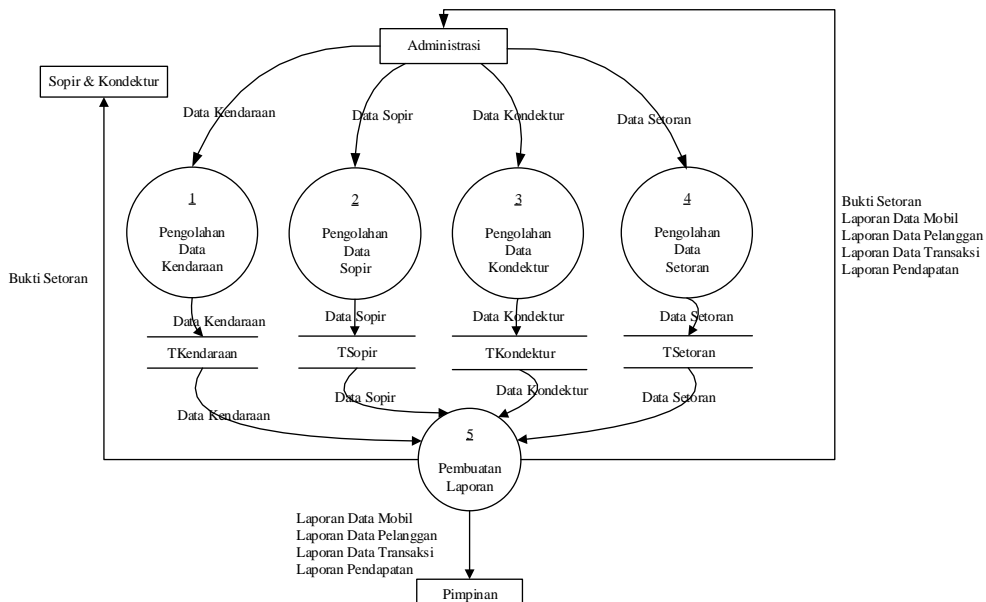 Administrasi
Sopir & Kondektur
Data Kendaraan
Data Sopir
Data Kondektur
Data Setoran
1
Pengolahan
Data
Kendaraan
2
Pengolahan
Data
Sopir
3
Pengolahan
Data
Kondektur
4
Pengolahan
Data
Setoran
Bukti Setoran
Laporan Data Mobil
Laporan Data Pelanggan
Laporan Data Transaksi
Laporan Pendapatan
Bukti Setoran
Data Kendaraan
Data Sopir
Data Kondektur
Data Setoran
TKendaraan
TSopir
TKondektur
TSetoran
Data Kendaraan
Data Sopir
Data Kondektur
Data Setoran
5
Pembuatan
Laporan
Laporan Data Mobil
Laporan Data Pelanggan
Laporan Data Transaksi
Laporan Pendapatan
Pimpinan